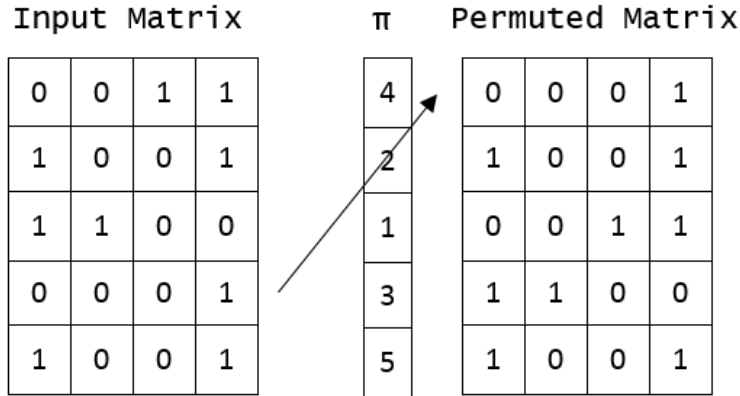 Input Matrix π Permuted Matrix
0 0 1 1 4 0 0 0 1
1 0 0 1 2 1 0 0 1
1 1 0 0 1 0 0 1 1
0 0 0 1 3 1 1 0 0
1 0 0 1 5 1 0 0 1